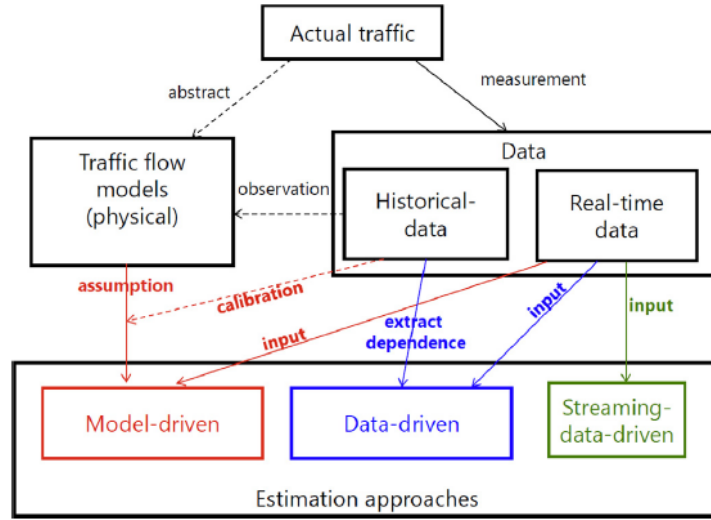 Actual traffic
abstract
measurement
Traffic flow
models
(physical)
observation
Data
Historical-
data
Real-time
data
assumption
calibration
input
extract
dependence
input
input
Model-driven
Data-driven
Streaming-
data-driven
Estimation approaches